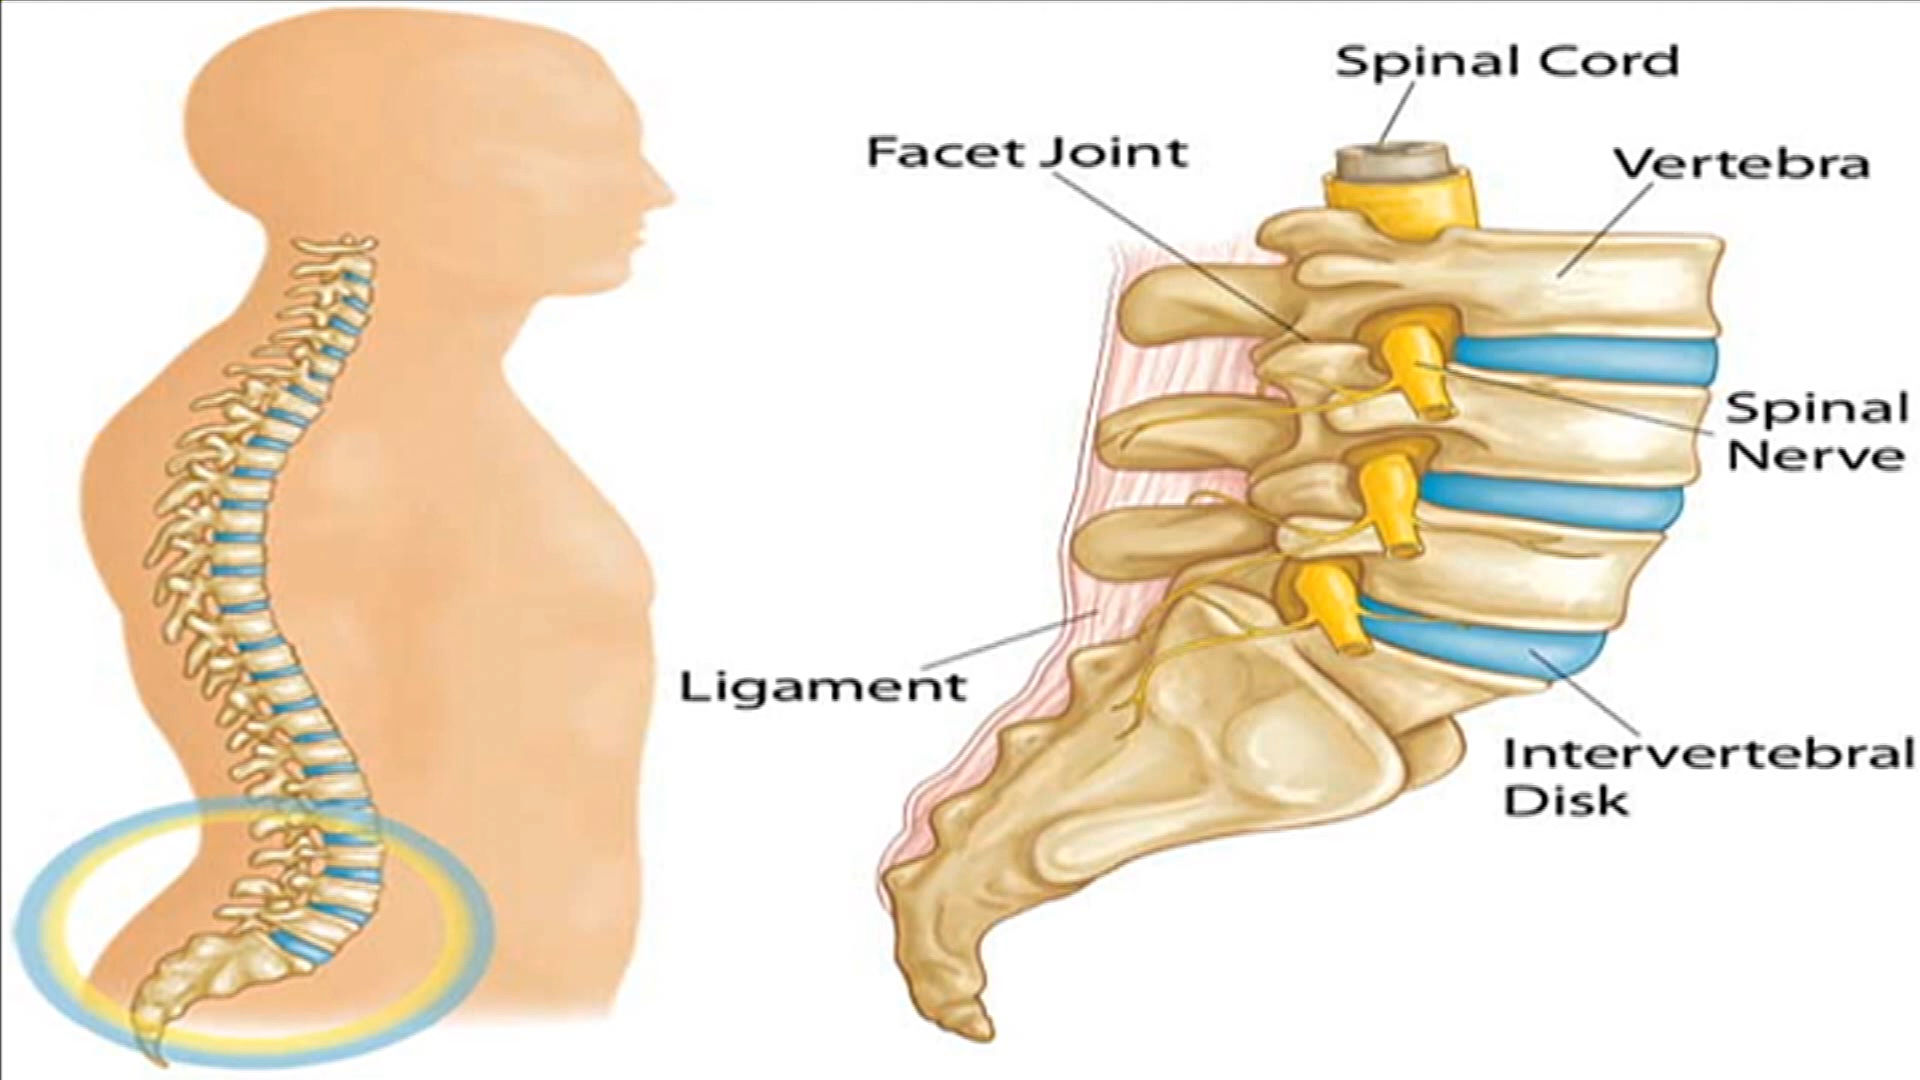 Spinal Cord
Facet Joint
Vertebra
Spinal
Nerve
Ligament
Intervertebral
Disk